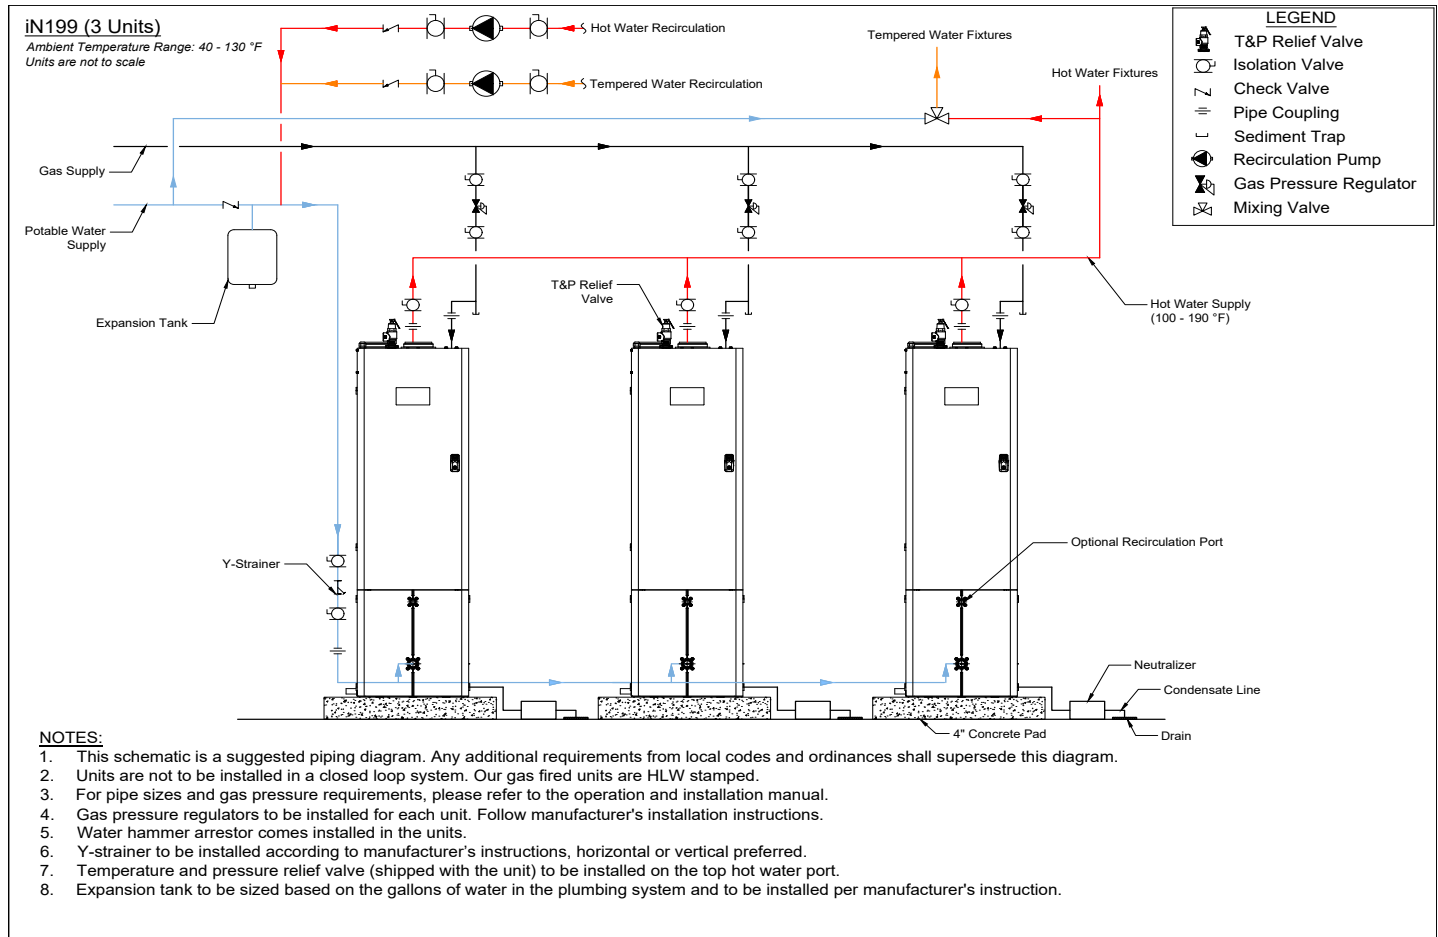 iN199 (3 Units)
Ambient Temperature Range: 40 - 130 °F
Units are not to scale
Hot Water Recirculation
Tempered Water Recirculation
Tempered Water Fixtures
Hot Water Fixtures
LEGEND
T&P Relief Valve
Isolation Valve
Check Valve
Pipe Coupling
Sediment Trap
Recirculation Pump
Gas Pressure Regulator
Mixing Valve
Gas Supply
Potable Water
Supply
Expansion Tank
T&P Relief
Valve
Hot Water Supply
(100 - 190 °F)
Y-Strainer
Optional Recirculation Port
Neutralizer
Condensate Line
4" Concrete Pad
Drain
NOTES:
1. This schematic is a suggested piping diagram. Any additional requirements from local codes and ordinances shall supersede this diagram.
2. Units are not to be installed in a closed loop system. Our gas fired units are HLW stamped.
3. For pipe sizes and gas pressure requirements, please refer to the operation and installation manual.
4. Gas pressure regulators to be installed for each unit. Follow manufacturer's installation instructions.
5. Water hammer arrestor comes installed in the units.
6. Y-strainer to be installed according to manufacturer's instructions, horizontal or vertical preferred.
7. Temperature and pressure relief valve (shipped with the unit) to be installed on the top hot water port.
8. Expansion tank to be sized based on the gallons of water in the plumbing system and to be installed per manufacturer's instruction.